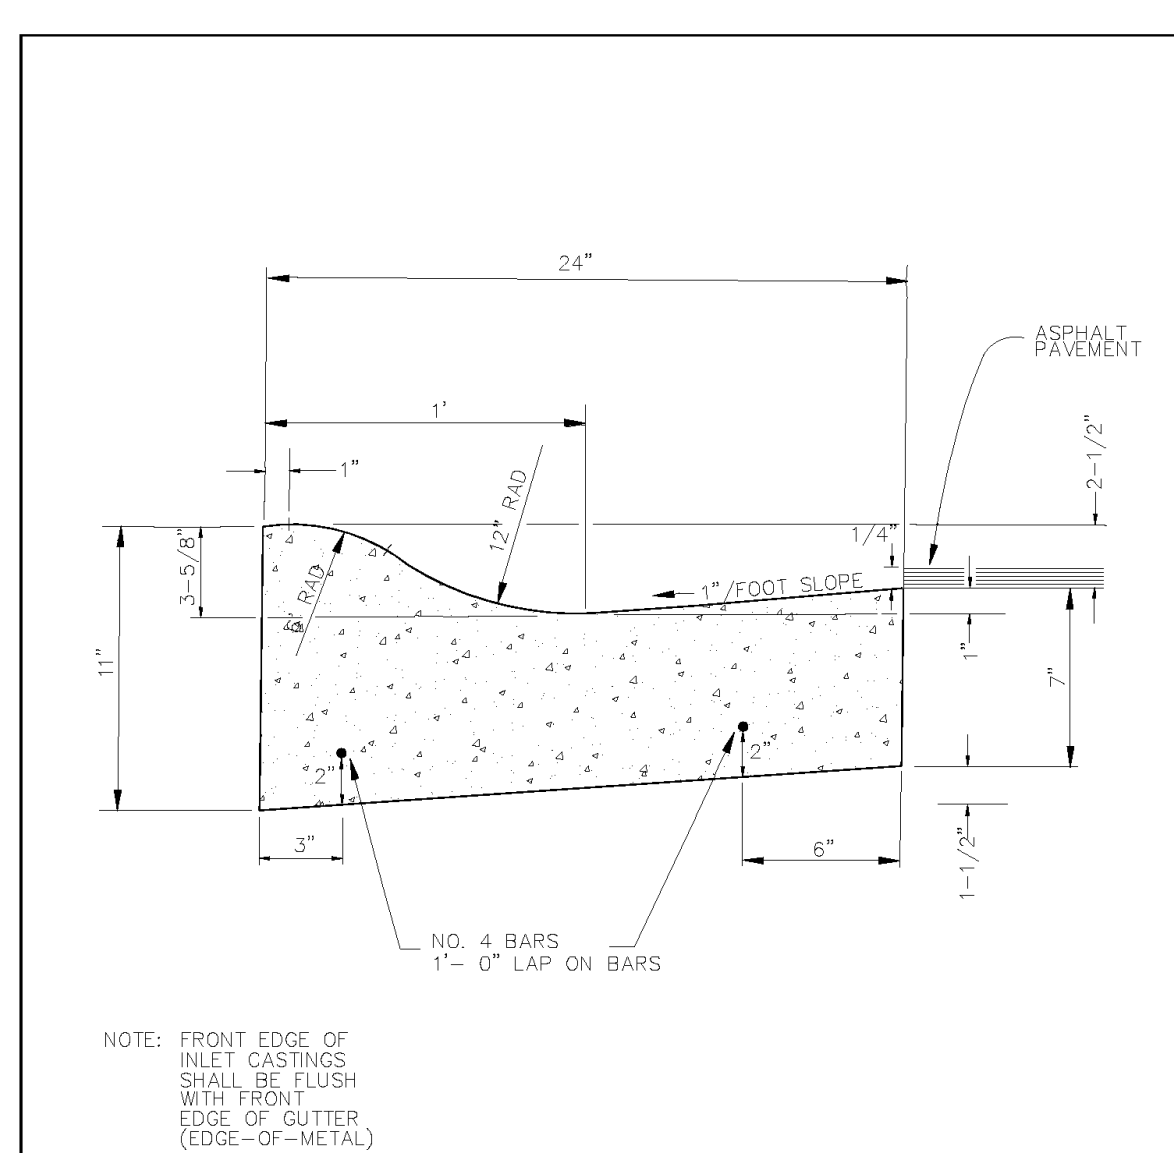 24"
ASPHALT
PAVEMENT
1'
2-1/2"
1"
12" RAD
1/4"
3-5/8"
1" /FOOT SLOPE
RAD
11"
1"
7"
2"
2"
3"
6"
1-1/2"
NO. 4 BARS
1'- 0" LAP ON BARS
NOTE: FRONT EDGE OF
INLET CASTINGS
SHALL BE FLUSH
WITH FRONT
EDGE OF GUTTER
(EDGE-OF-METAL)